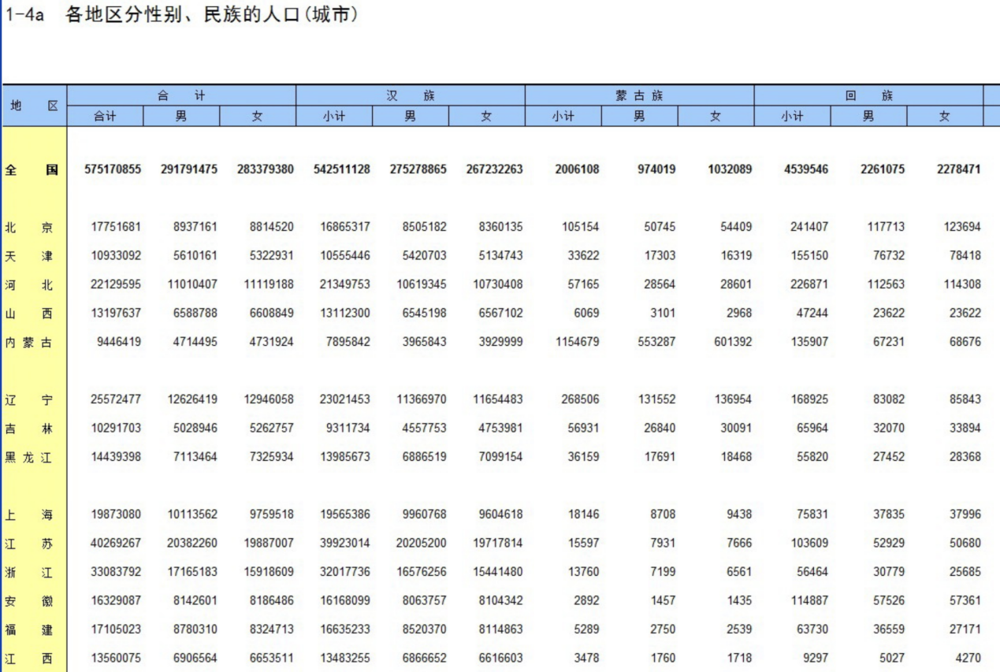 1-4a 各地区分性别、民族的人口(城市)
地 区 合 计 汉 族 蒙 古 族 回 族
合计 男 女 小计 男 女 小计 男 女 小计 男 女
全 国 575170855 291791475 283379380 542511128 275278865 267232263 2006108 974019 1032089 4539546 2261075 2278471
北 京 17751681 8937161 8814520 16865317 8505182 8360135 105154 50745 54409 241407 117713 123694
天 津 10933092 5610161 5322931 10555446 5420703 5134743 33622 17303 16319 155150 76732 78418
河 北 22129595 11010407 11119188 21349753 10619345 10730408 57165 28564 28601 226871 112563 114308
山 西 13197637 6588788 6608849 13112300 6545198 6567102 6069 3101 2968 47244 23622 23622
内 蒙 古 9446419 4714495 4731924 7895842 3965843 3929999 1154679 553287 601392 135907 67231 68676
辽 宁 25572477 12626419 12946058 23021453 11366970 11654483 268506 131552 136954 168925 83082 85843
吉 林 10291703 5028946 5262757 9311734 4557753 4753981 56931 26840 30091 65964 32070 33894
黑 龙 江 14439398 7113464 7325934 13985673 6886519 7099154 36159 17691 18468 55820 27452 28368
上 海 19873080 10113562 9759518 19565386 9960768 9604618 18146 8708 9438 75831 37835 37996
江 苏 40269267 20382260 19887007 39923014 20205200 19717814 15597 7931 7666 103609 52929 50680
浙 江 33083792 17165183 15918609 32017736 16576256 15441480 13760 7199 6561 56464 30779 25685
安 徽 16329087 8142601 8186486 16168099 8063757 8104342 2892 1457 1435 114887 57526 57361
福 建 17105023 8780310 8324713 16635233 8520370 8114863 5289 2750 2539 63730 36559 27171
江 西 13560075 6906564 6653511 13483255 6866652 6616603 3478 1760 1718 9297 5027 4270